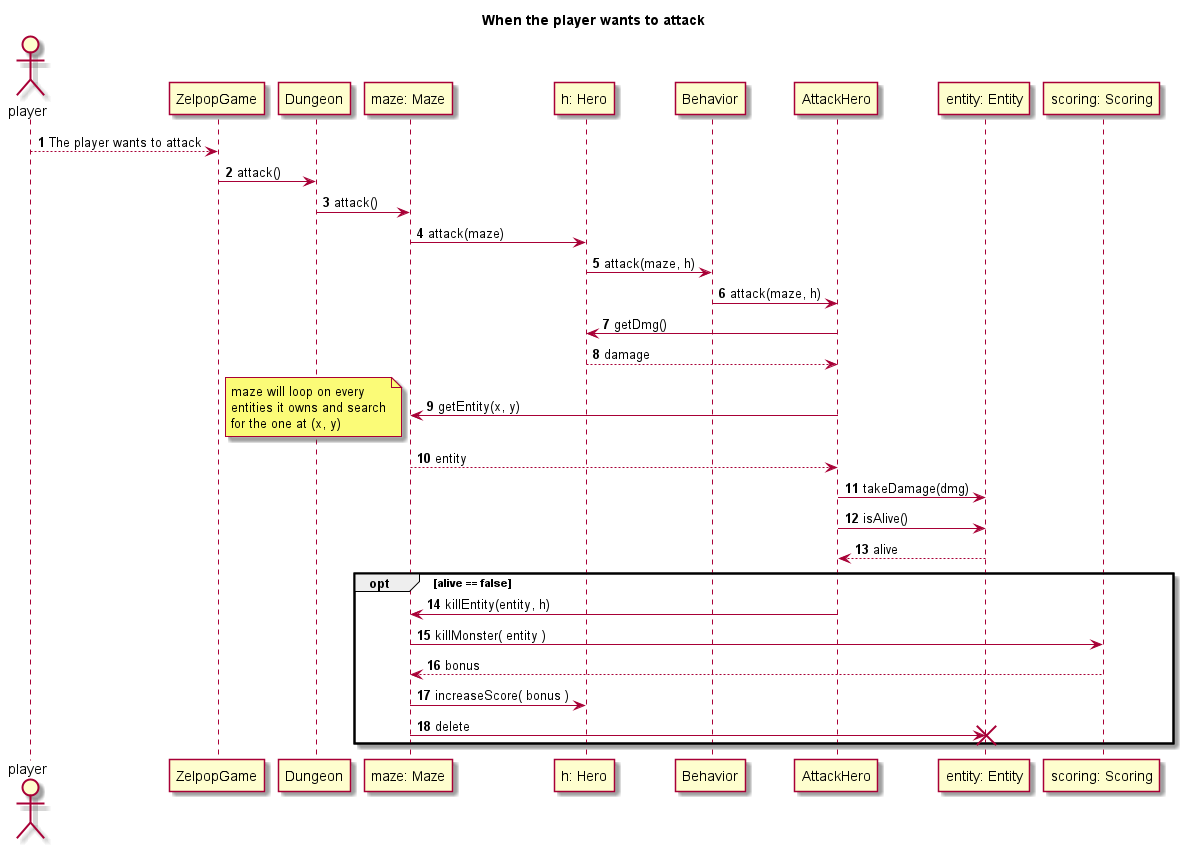 When the player wants to attack
player
ZelpopGame
Dungeon
maze: Maze
h: Hero
Behavior
AttackHero
entity: Entity
scoring: Scoring
1 The player wants to attack
2 attack()
3 attack()
4 attack(maze)
5 attack(maze, h)
6 attack(maze, h)
7 getDmg()
8 damage
maze will loop on every
entities it owns and search
for the one at (x, y)
9 getEntity(x, y)
10 entity
11 takeDamage(dmg)
12 isAlive()
13 alive
opt [alive == false]
14 killEntity(entity, h)
15 killMonster( entity )
16 bonus
17 increaseScore( bonus )
18 delete
player
ZelpopGame
Dungeon
maze: Maze
h: Hero
Behavior
AttackHero
entity: Entity
scoring: Scoring